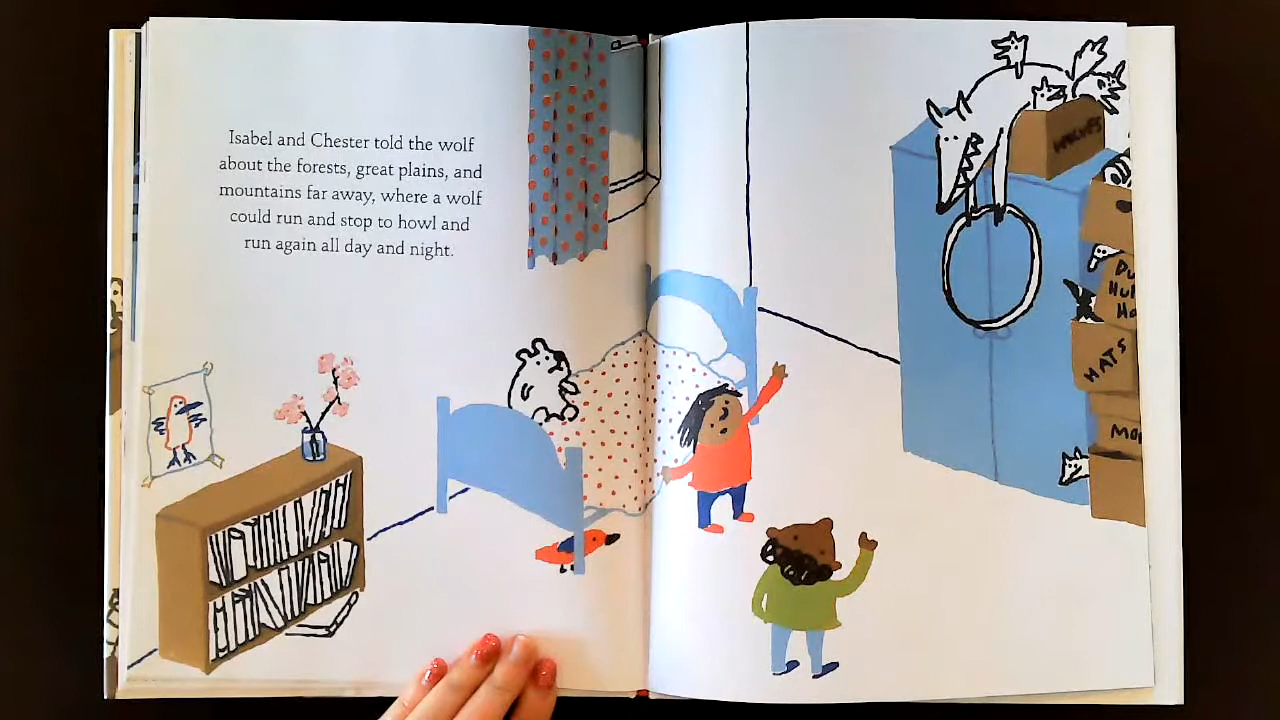 Isabel and Chester told the wolf
about the forests, great plains, and
mountains far away, where a wolf
could run and stop to howl and
run again all day and night.
WOLVES
HATS